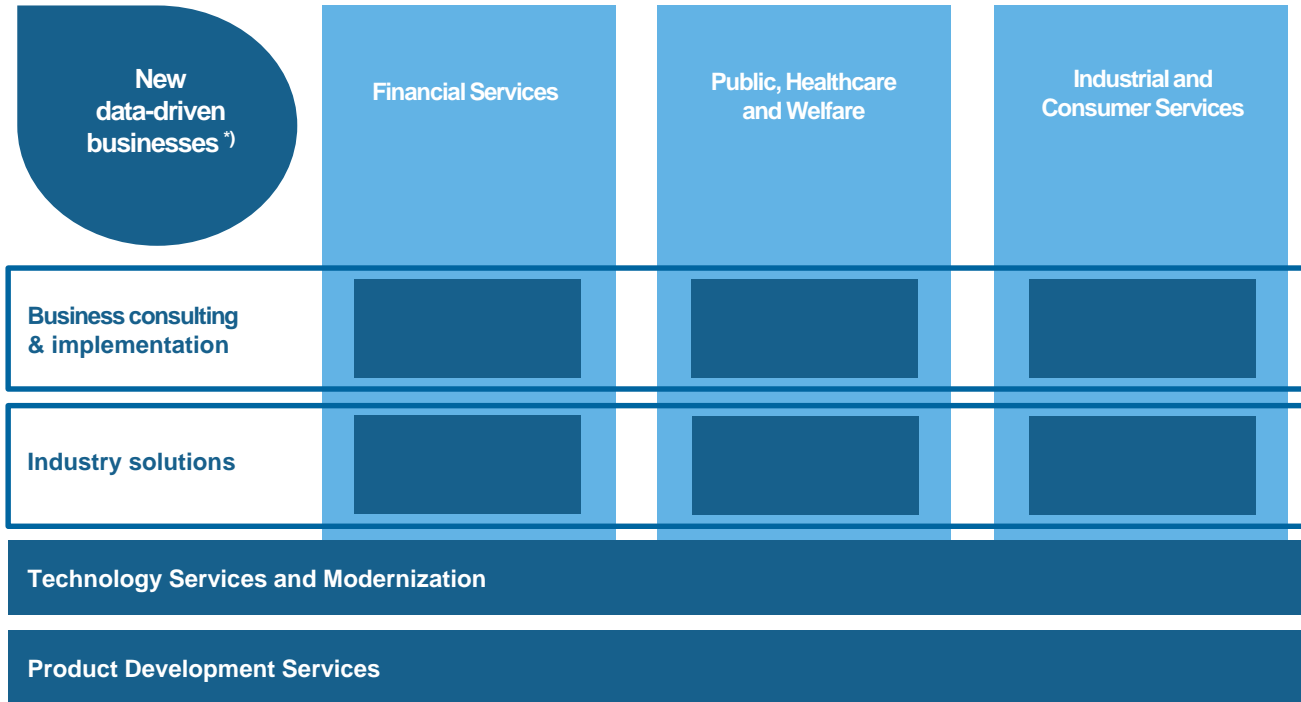 New
data-driven
businesses *)
Financial Services
Public, Healthcare
and Welfare
Industrial and
Consumer Services
Business consulting
& implementation
Industry solutions
Technology Services and Modernization
Product Development Services